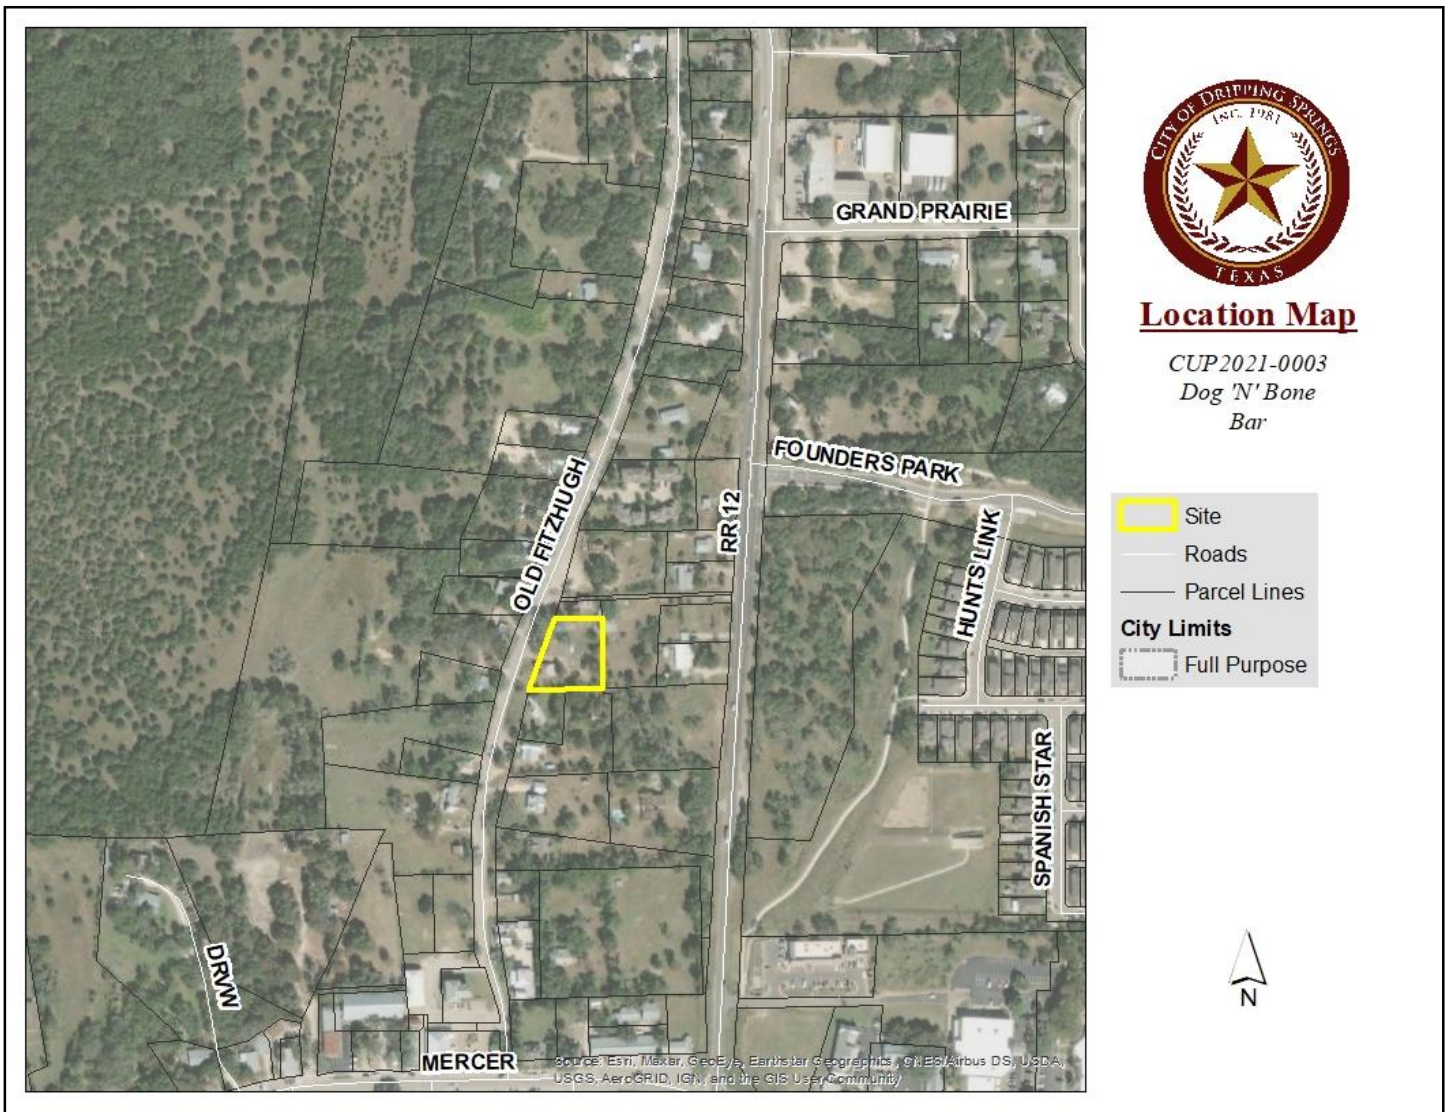 CITY OF DRIPPING SPRINGS
INC. 1981
TEXAS
Location Map
CUP2021-0003
Dog 'N' Bone
Bar
Site
Roads
Parcel Lines
City Limits
Full Purpose
N
GRAND PRAIRIE
FOUNDERS PARK
OLD FITZHUGH
RR 12
HUNTS LINK
SPANISH STAR
DRVW
MERCER
Source: Esri, Maxar, GeoEye, Earthstar Geographics, CNES/Airbus DS, USDA,
USGS, AeroGRID, IGN, and the GIS User Community